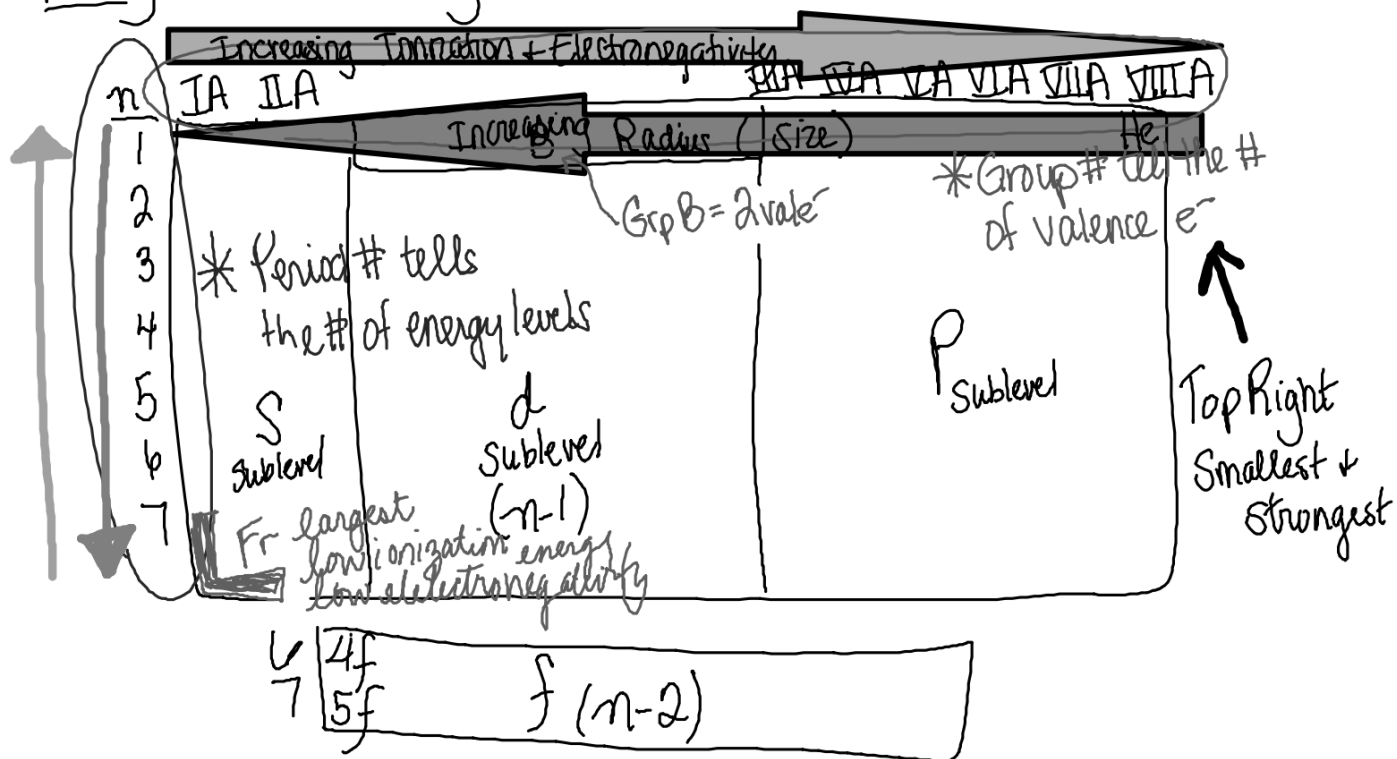 Increasing Ionization + Electronegativity
n IA IIA IIIA IVA VA VIA VIIA VIIIA
1 Increasing B Radius (Size) He
2 GrpB = 2 val e⁻ *Group # tell the #
of valence e⁻
3 * Period # tells
4 the # of energy levels
5 S d P sublevel Top Right
6 sublevel sublevel Smallest +
7 (n-1) Strongest
Fr largest
low ionization energy
low electronegativity
6 4f
7 5f f (n-2)